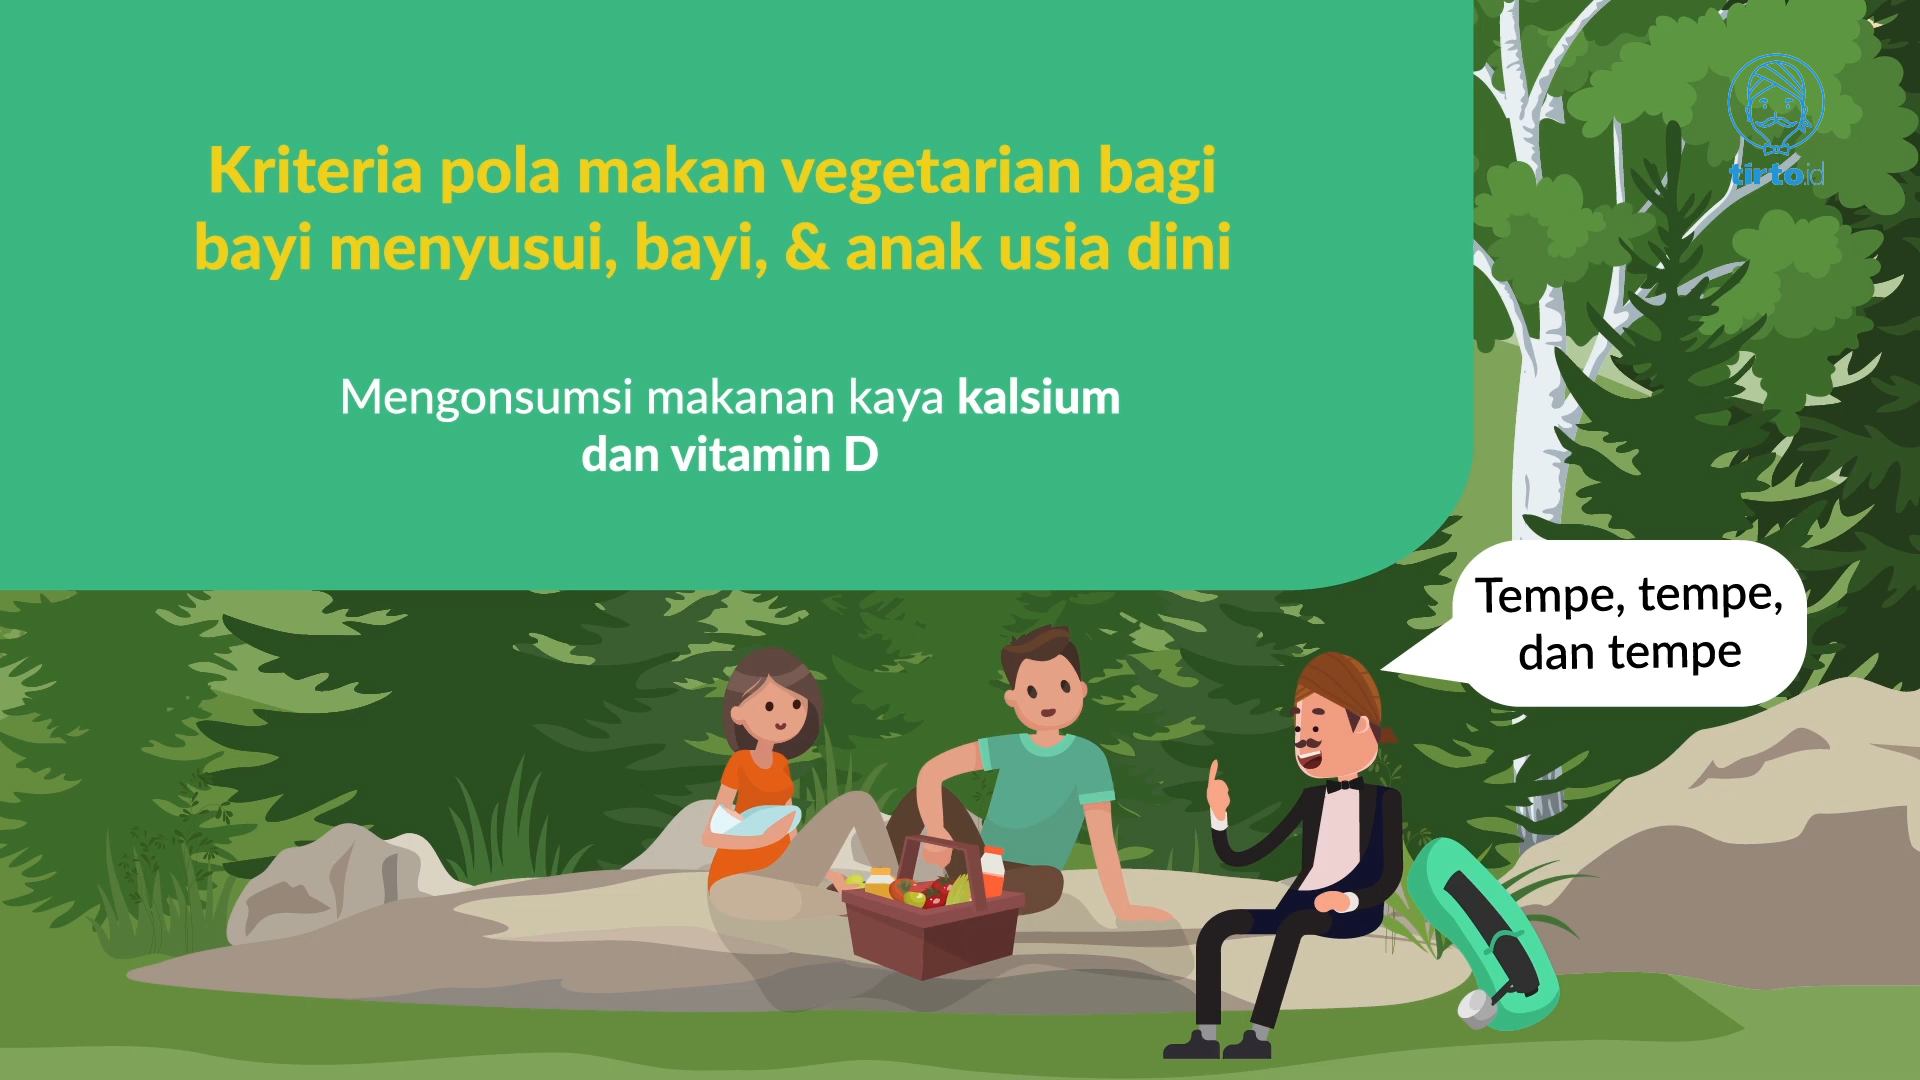 tirto.id
Kriteria pola makan vegetarian bagi
bayi menyusui, bayi, & anak usia dini
Mengonsumsi makanan kaya kalsium
dan vitamin D
Tempe, tempe,
dan tempe